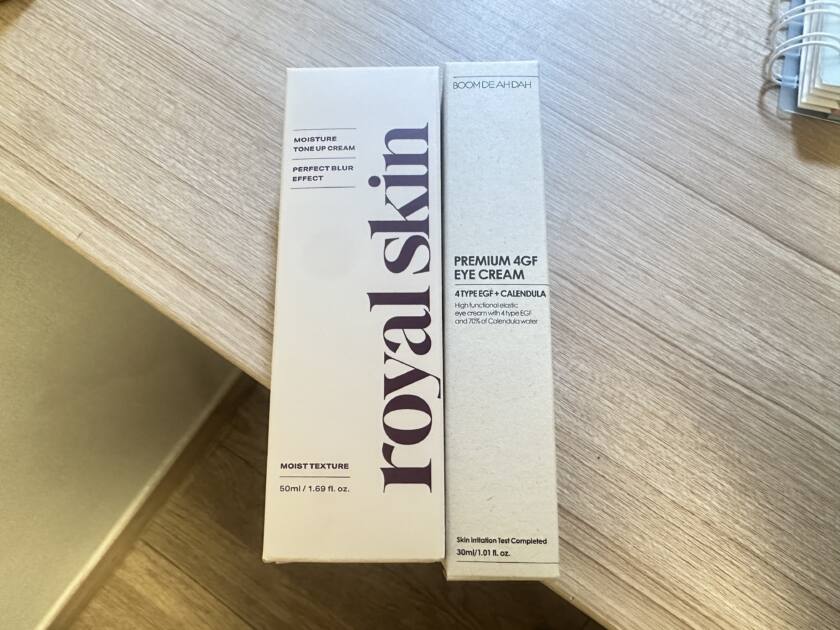 MOISTURE
TONE UP CREAM
PERFECT BLUR
EFFECT
royal skin
MOIST TEXTURE
50ml / 1.69 fl. oz.
BOOM DE AH DAH
PREMIUM 4GF
EYE CREAM
4 TYPE EGF + CALENDULA
High functional elastic
eye cream with 4 type EGF
and 70% of Calendula water
Skin Irritation Test Completed
30ml/1.01 fl. oz.